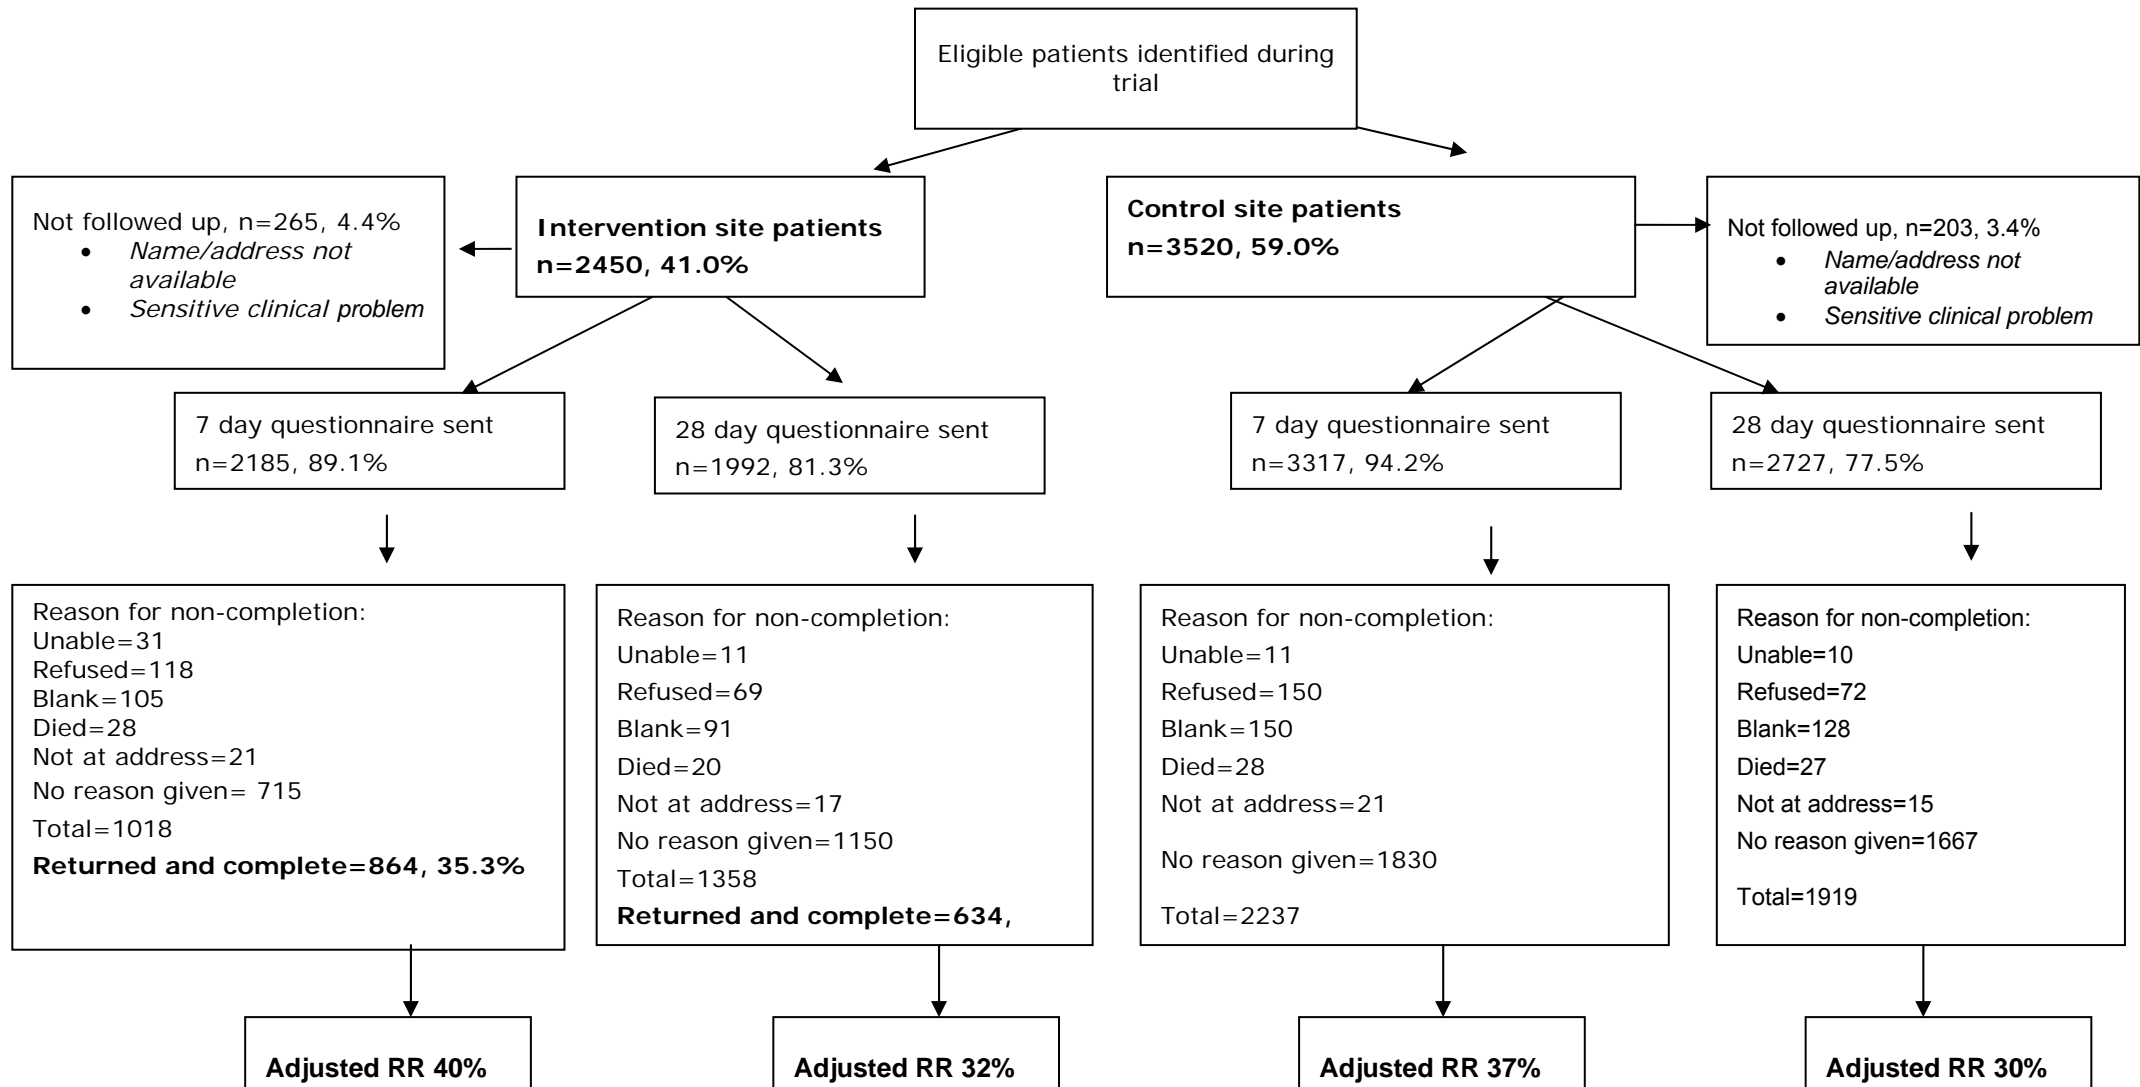 Eligible patients identified during
trial
Not followed up, n=265, 4.4%
• Name/address not
available
• Sensitive clinical problem
Intervention site patients
n=2450, 41.0%
Control site patients
n=3520, 59.0%
Not followed up, n=203, 3.4%
• Name/address not
available
• Sensitive clinical problem
7 day questionnaire sent
n=2185, 89.1%
28 day questionnaire sent
n=1992, 81.3%
7 day questionnaire sent
n=3317, 94.2%
28 day questionnaire sent
n=2727, 77.5%
Reason for non-completion:
Unable=31
Refused=118
Blank=105
Died=28
Not at address=21
No reason given= 715
Total=1018
Returned and complete=864, 35.3%
Reason for non-completion:
Unable=11
Refused=69
Blank=91
Died=20
Not at address=17
No reason given=1150
Total=1358
Returned and complete=634,
Reason for non-completion:
Unable=11
Refused=150
Blank=150
Died=28
Not at address=21
No reason given=1830
Total=2237
Reason for non-completion:
Unable=10
Refused=72
Blank=128
Died=27
Not at address=15
No reason given=1667
Total=1919
Adjusted RR 40%
Adjusted RR 32%
Adjusted RR 37%
Adjusted RR 30%